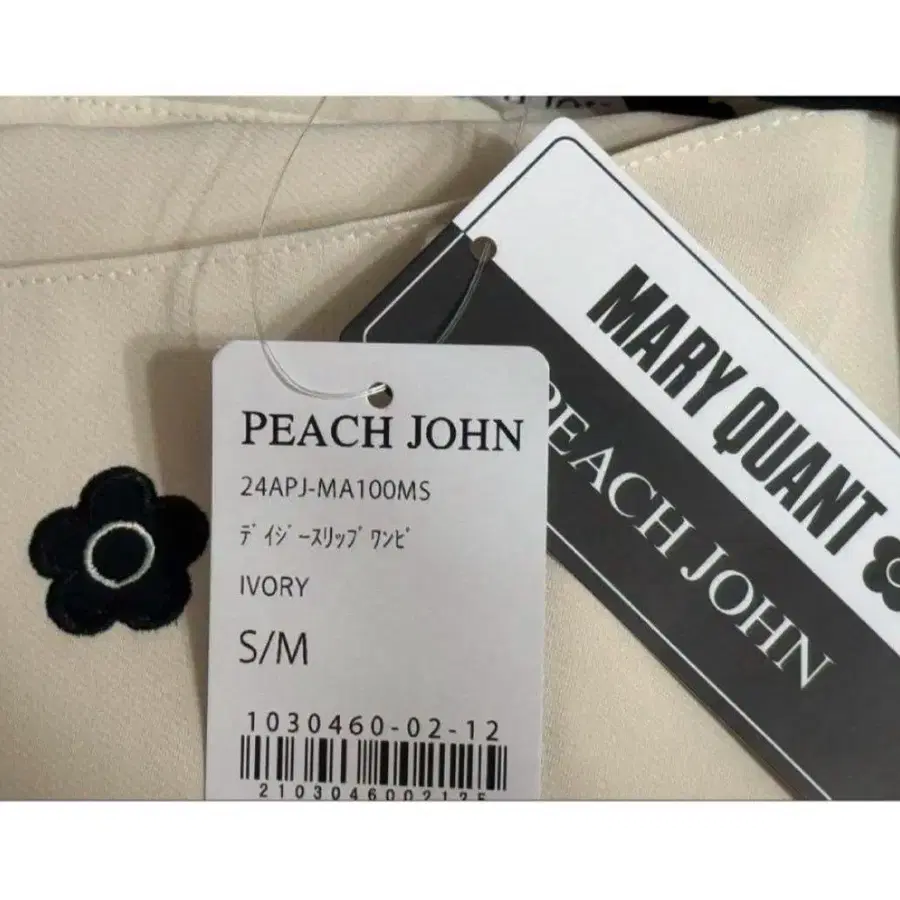 PEACH JOHN
24APJ-MA100MS
ﾃﾞｲｼﾞｰスリップﾜﾝﾋﾟ
IVORY
S/M
1030460-02-12
MARY QUANT
PEACH JOHN